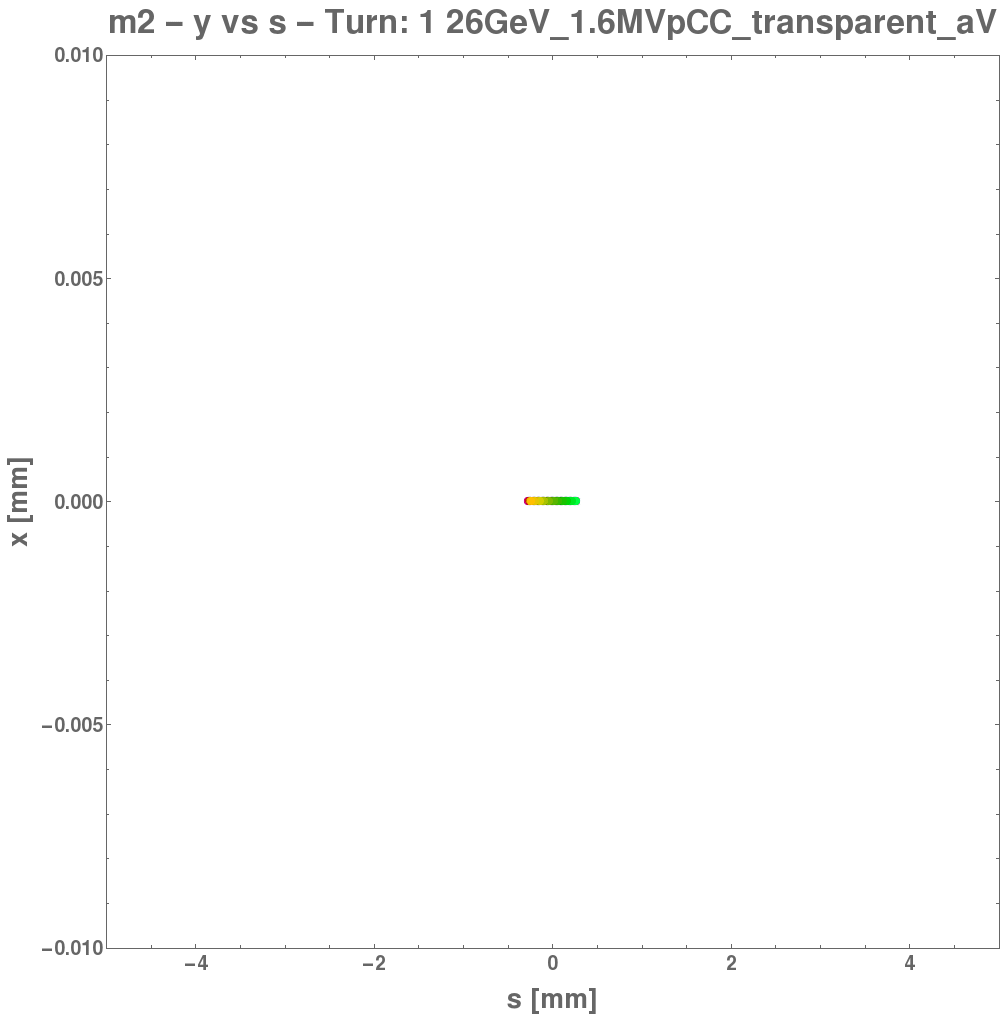 m2 − y vs s − Turn: 1 26GeV_1.6MVpCC_transparent_aV
0.010
0.005
0.000
−0.005
−0.010
x [mm]
−4 −2 0 2 4
s [mm]